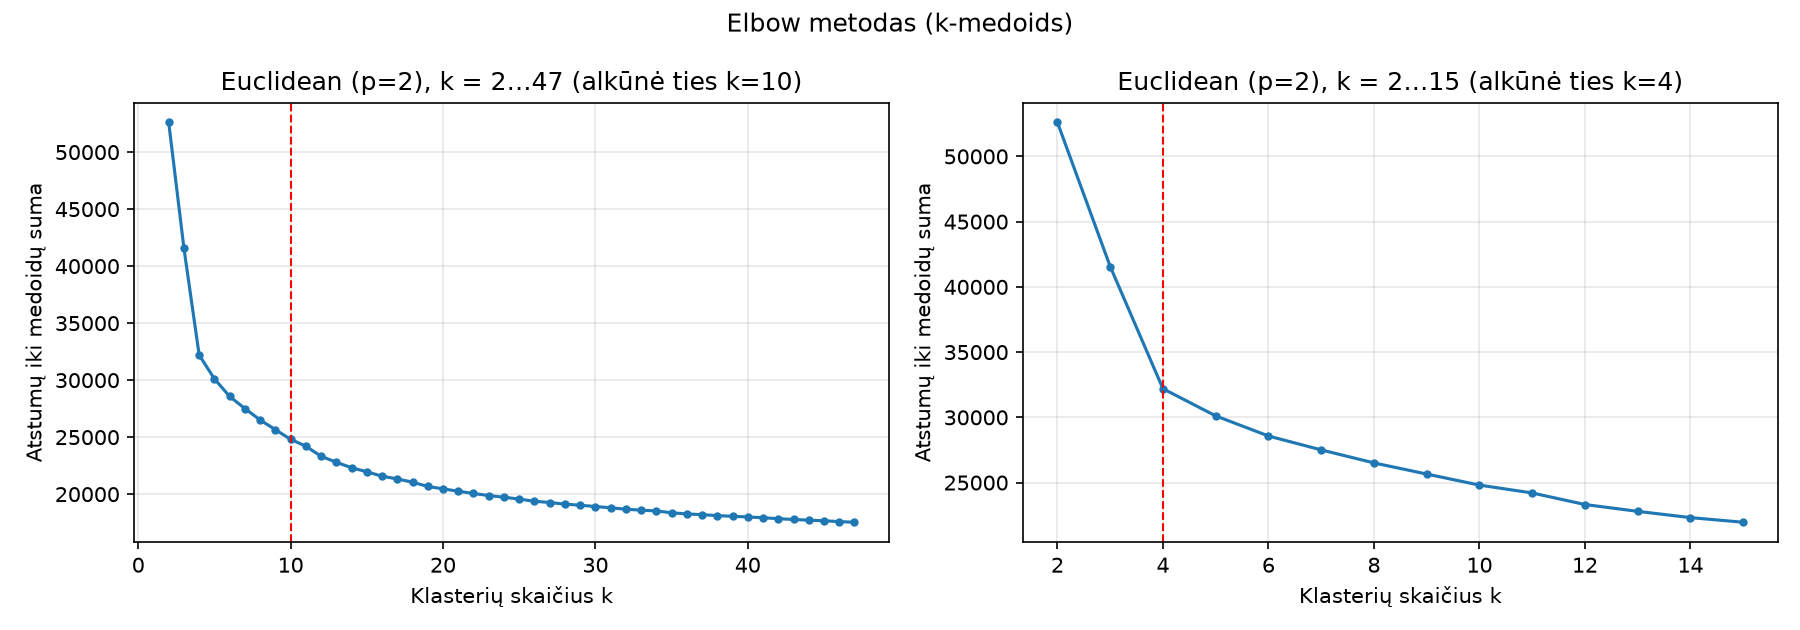 Elbow metodas (k-medoids)
Euclidean (p=2), k = 2...47 (alkūnė ties k=10)
Atstumų iki medoidų suma
50000
45000
40000
35000
30000
25000
20000
0 10 20 30 40
Klasterių skaičius k
Euclidean (p=2), k = 2...15 (alkūnė ties k=4)
Atstumų iki medoidų suma
50000
45000
40000
35000
30000
25000
2 4 6 8 10 12 14
Klasterių skaičius k